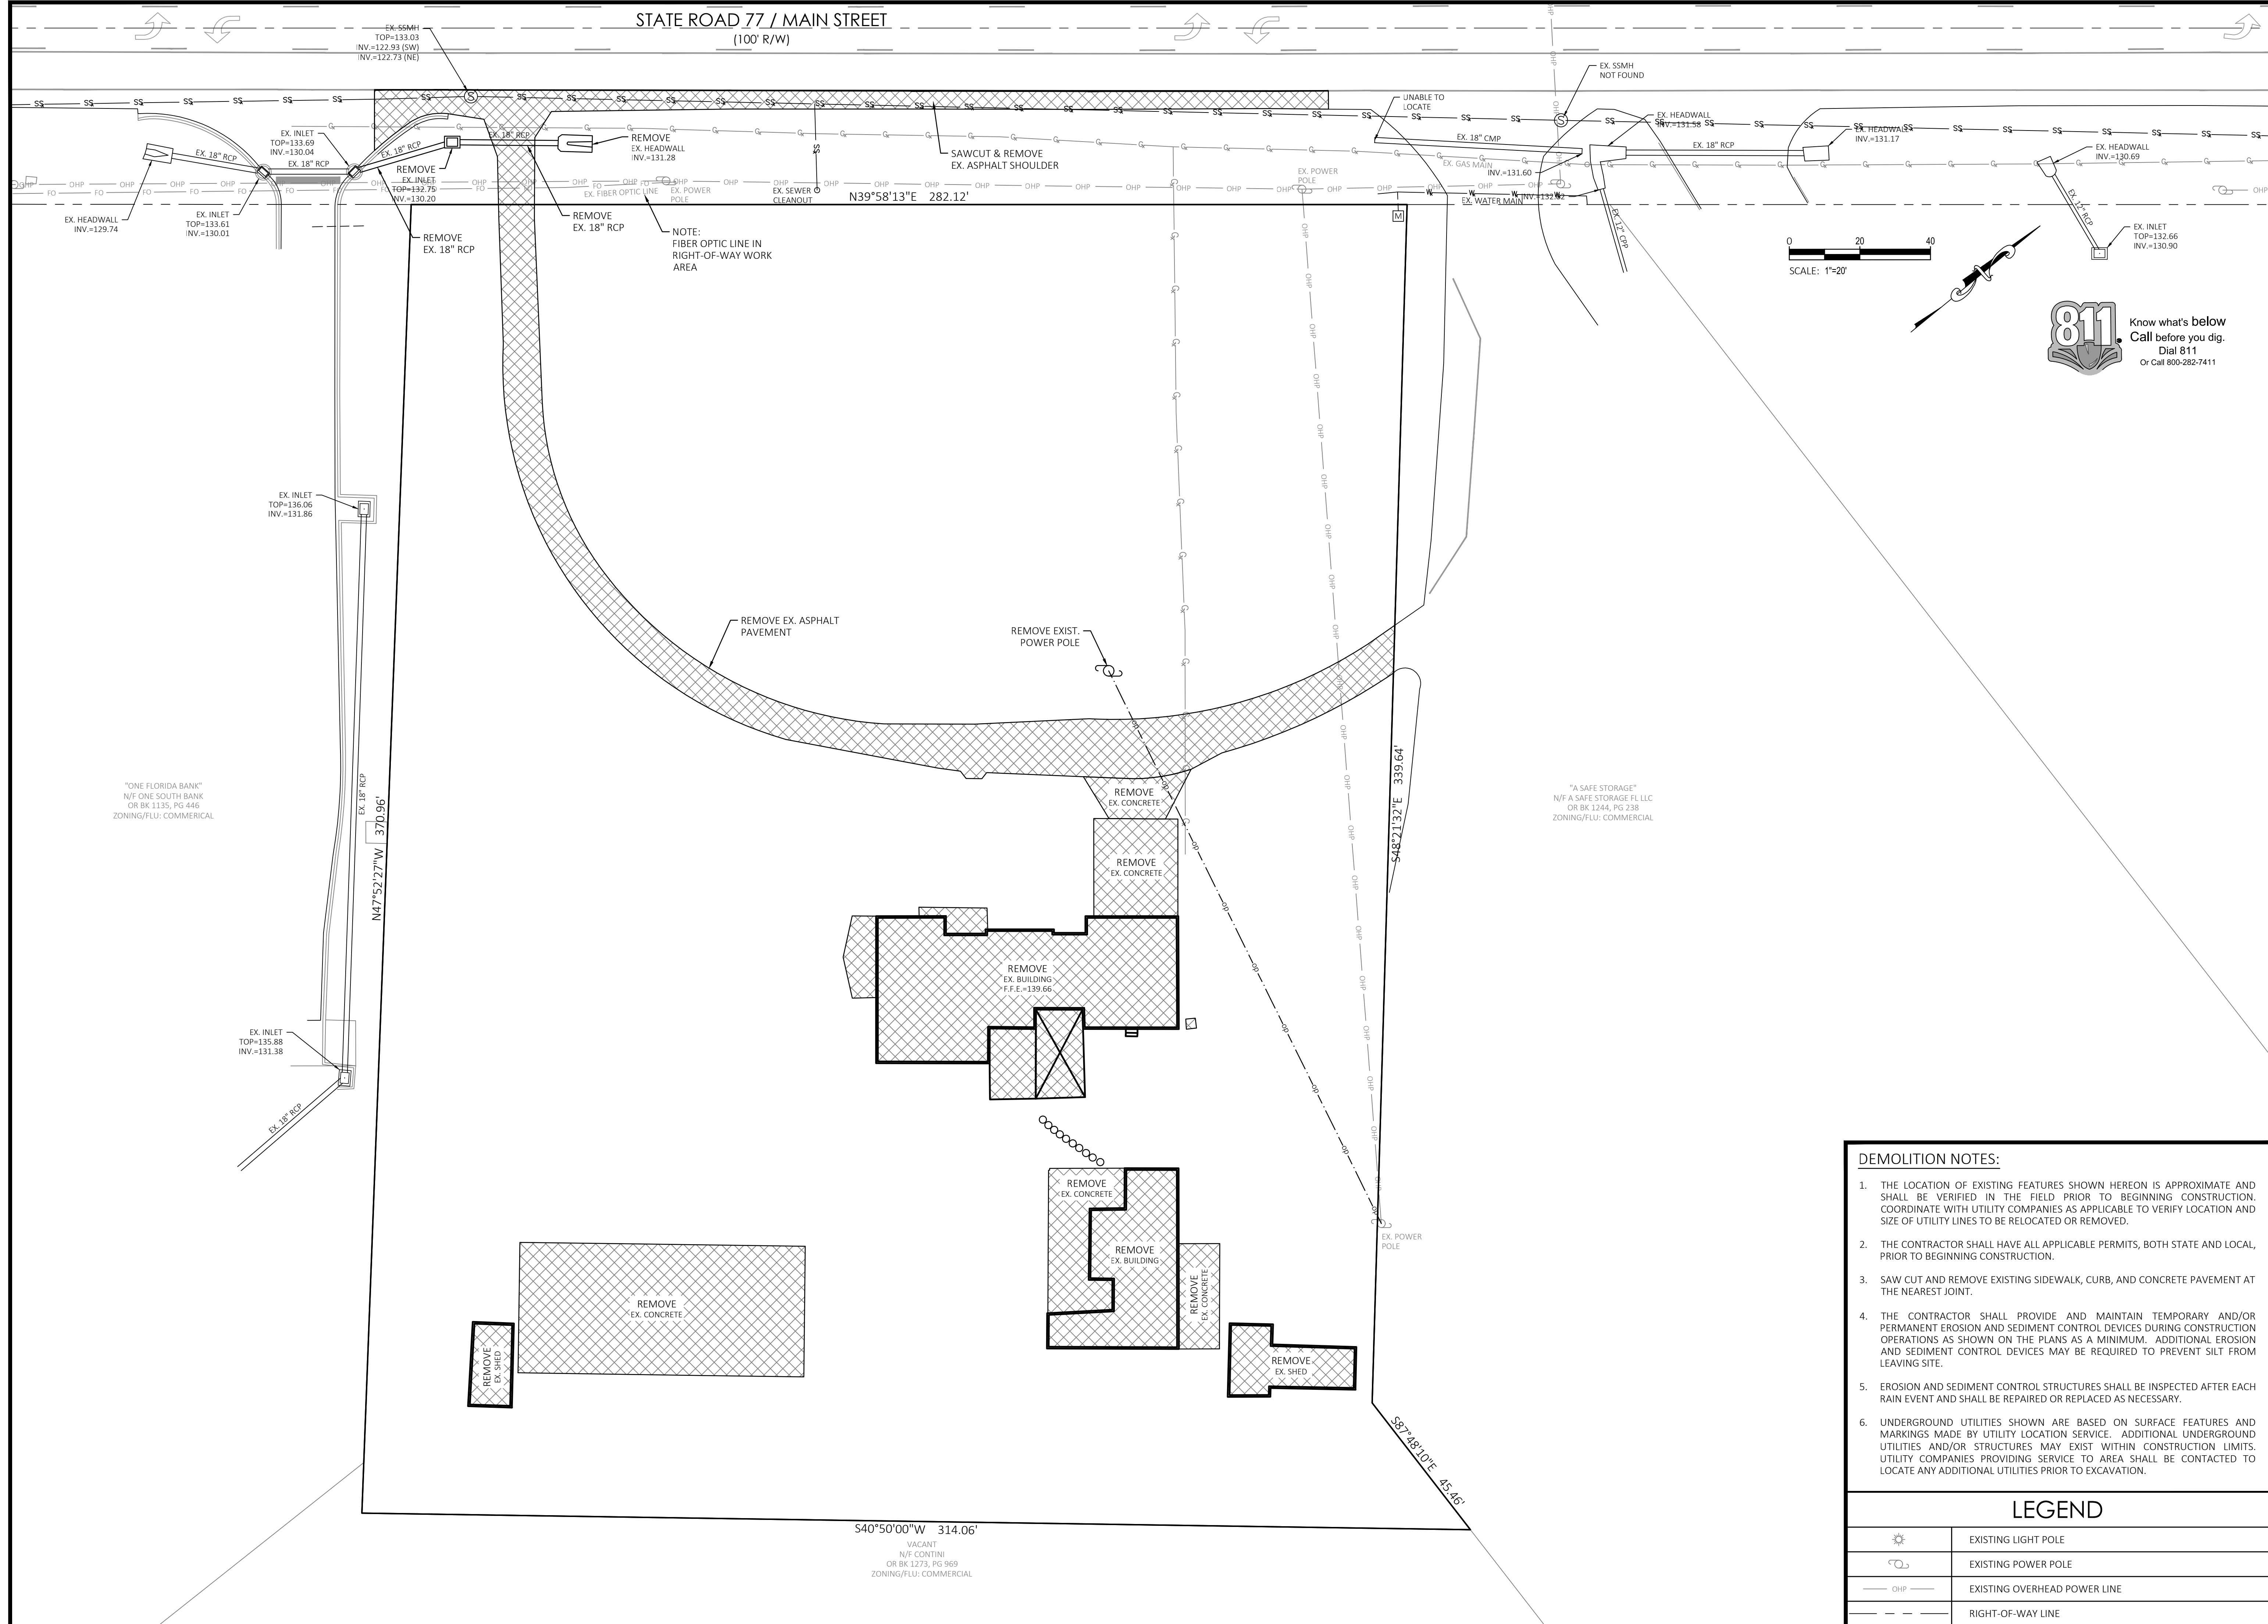 STATE ROAD 77 / MAIN STREET
(100' R/W)
EX. SSMH
TOP=133.03
INV.=122.93 (SW)
INV.=122.73 (NE)
EX. SSMH
NOT FOUND
UNABLE TO
LOCATE
EX. HEADWALL
INV.=131.58
EX. HEADWALL
INV.=131.17
EX. HEADWALL
INV.=130.69
EX. INLET
TOP=133.69
INV.=130.04
EX. 18" RCP
EX. 18" RCP
EX. 18" RCP
EX. 18" RCP
REMOVE
EX. HEADWALL
INV.=131.28
SAWCUT & REMOVE
EX. ASPHALT SHOULDER
EX. 18" CMP
EX. 18" RCP
EX. GAS MAIN
INV.=131.60
REMOVE
EX. INLET
TOP=132.75
INV.=130.20
EX. FIBER OPTIC LINE
EX. POWER
POLE
EX. SEWER
CLEANOUT
N39°58'13"E 282.12'
EX. POWER
POLE
EX. WATER MAIN
EX. 12" CPP
EX. 12" RCP
EX. HEADWALL
INV.=129.74
EX. INLET
TOP=133.61
INV.=130.01
REMOVE
EX. 18" RCP
REMOVE
EX. 18" RCP
NOTE:
FIBER OPTIC LINE IN
RIGHT-OF-WAY WORK
AREA
M
EX. INLET
TOP=132.66
INV.=130.90
0 20 40
SCALE: 1"=20'
811
Know what's below
Call before you dig.
Dial 811
Or Call 800-282-7411
EX. INLET
TOP=136.06
INV.=131.86
REMOVE EX. ASPHALT
PAVEMENT
REMOVE EXIST.
POWER POLE
"ONE FLORIDA BANK"
N/F ONE SOUTH BANK
OR BK 1135, PG 446
ZONING/FLU: COMMERICAL
EX. 18" RCP
N47°52'27"W 370.96'
REMOVE
EX. CONCRETE
S48°21'32"E 339.64'
"A SAFE STORAGE"
N/F A SAFE STORAGE FL LLC
OR BK 1244, PG 238
ZONING/FLU: COMMERCIAL
REMOVE
EX. CONCRETE
REMOVE
EX. BUILDING
F.F.E.=139.66
EX. INLET
TOP=135.88
INV.=131.38
EX. 18" RCP
REMOVE
EX. CONCRETE
REMOVE
EX. BUILDING
REMOVE
EX. CONCRETE
EX. POWER
POLE
REMOVE
EX. CONCRETE
REMOVE
EX. SHED
REMOVE
EX. SHED
S87°48'10"E 45.46'
S40°50'00"W 314.06'
VACANT
N/F CONTINI
OR BK 1273, PG 969
ZONING/FLU: COMMERCIAL
DEMOLITION NOTES:
1. THE LOCATION OF EXISTING FEATURES SHOWN HEREON IS APPROXIMATE AND
SHALL BE VERIFIED IN THE FIELD PRIOR TO BEGINNING CONSTRUCTION.
COORDINATE WITH UTILITY COMPANIES AS APPLICABLE TO VERIFY LOCATION AND
SIZE OF UTILITY LINES TO BE RELOCATED OR REMOVED.
2. THE CONTRACTOR SHALL HAVE ALL APPLICABLE PERMITS, BOTH STATE AND LOCAL,
PRIOR TO BEGINNING CONSTRUCTION.
3. SAW CUT AND REMOVE EXISTING SIDEWALK, CURB, AND CONCRETE PAVEMENT AT
THE NEAREST JOINT.
4. THE CONTRACTOR SHALL PROVIDE AND MAINTAIN TEMPORARY AND/OR
PERMANENT EROSION AND SEDIMENT CONTROL DEVICES DURING CONSTRUCTION
OPERATIONS AS SHOWN ON THE PLANS AS A MINIMUM. ADDITIONAL EROSION
AND SEDIMENT CONTROL DEVICES MAY BE REQUIRED TO PREVENT SILT FROM
LEAVING SITE.
5. EROSION AND SEDIMENT CONTROL STRUCTURES SHALL BE INSPECTED AFTER EACH
RAIN EVENT AND SHALL BE REPAIRED OR REPLACED AS NECESSARY.
6. UNDERGROUND UTILITIES SHOWN ARE BASED ON SURFACE FEATURES AND
MARKINGS MADE BY UTILITY LOCATION SERVICE. ADDITIONAL UNDERGROUND
UTILITIES AND/OR STRUCTURES MAY EXIST WITHIN CONSTRUCTION LIMITS.
UTILITY COMPANIES PROVIDING SERVICE TO AREA SHALL BE CONTACTED TO
LOCATE ANY ADDITIONAL UTILITIES PRIOR TO EXCAVATION.
LEGEND
EXISTING LIGHT POLE
EXISTING POWER POLE
OHP EXISTING OVERHEAD POWER LINE
RIGHT-OF-WAY LINE